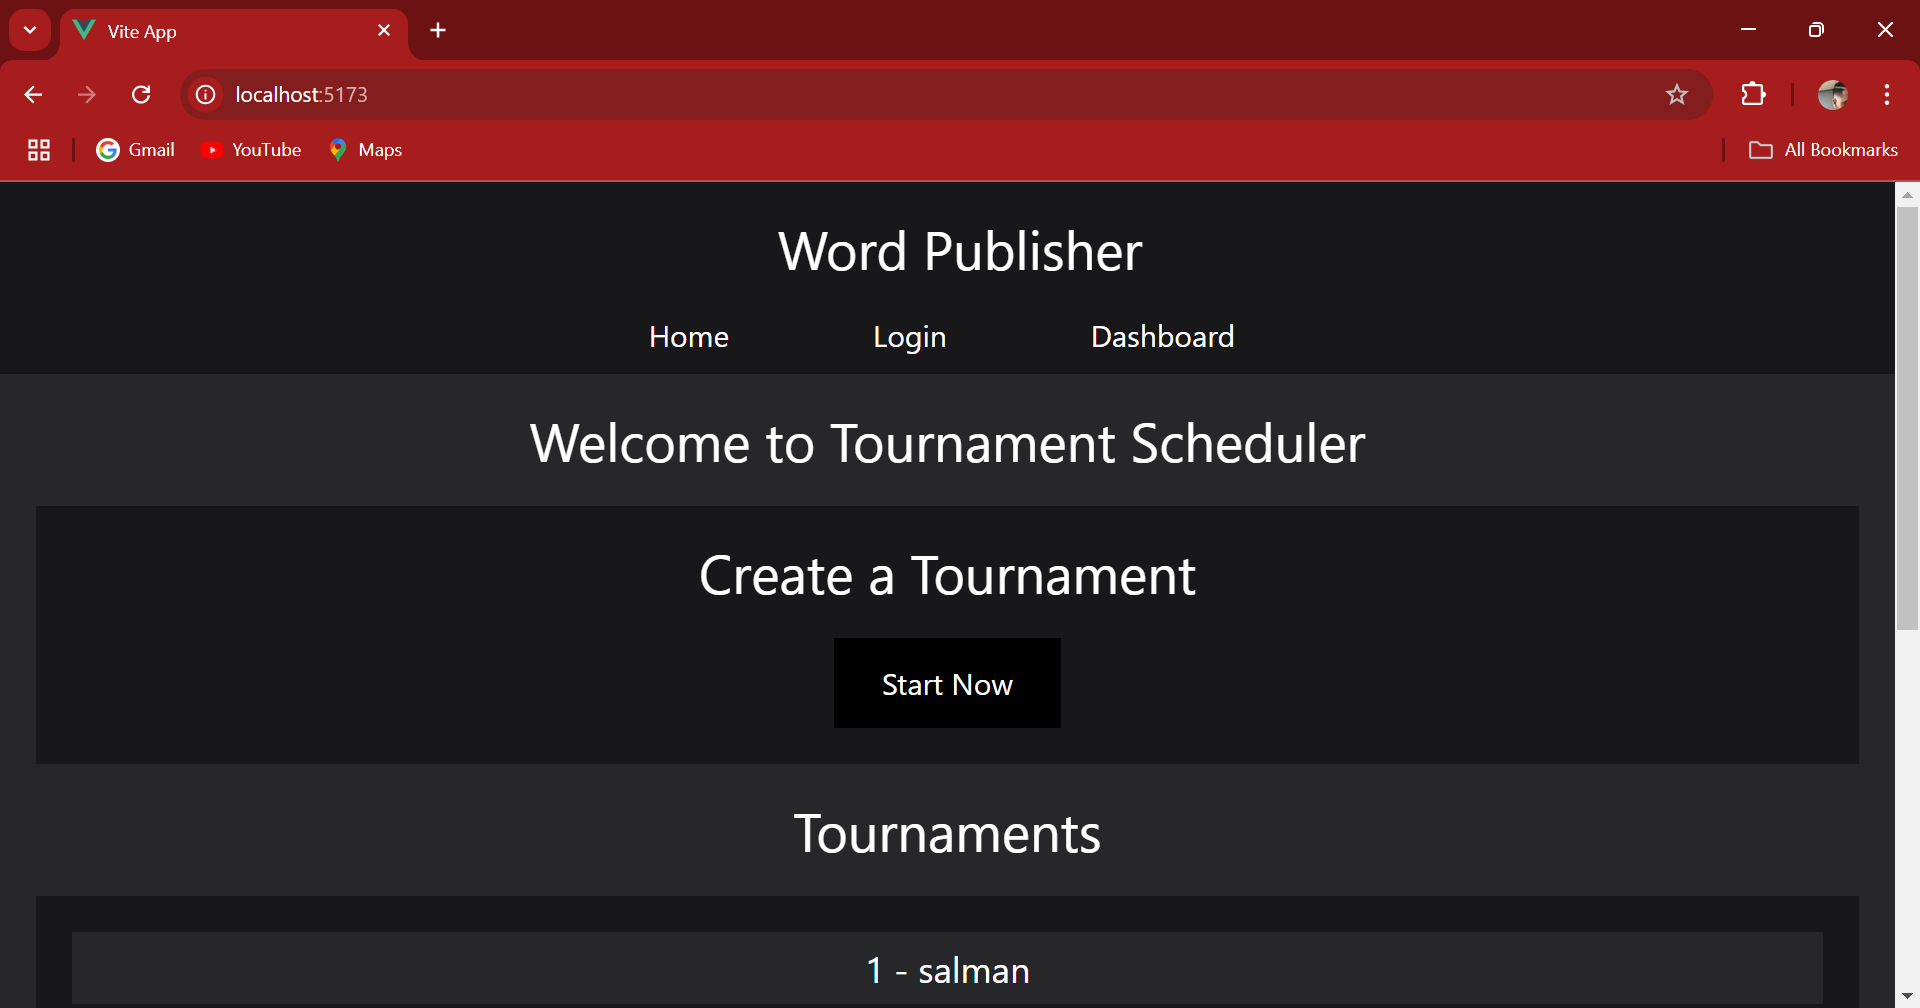 Vite App
localhost:5173
Gmail YouTube Maps All Bookmarks
Word Publisher
Home Login Dashboard
Welcome to Tournament Scheduler
Create a Tournament
Start Now
Tournaments
1 - salman